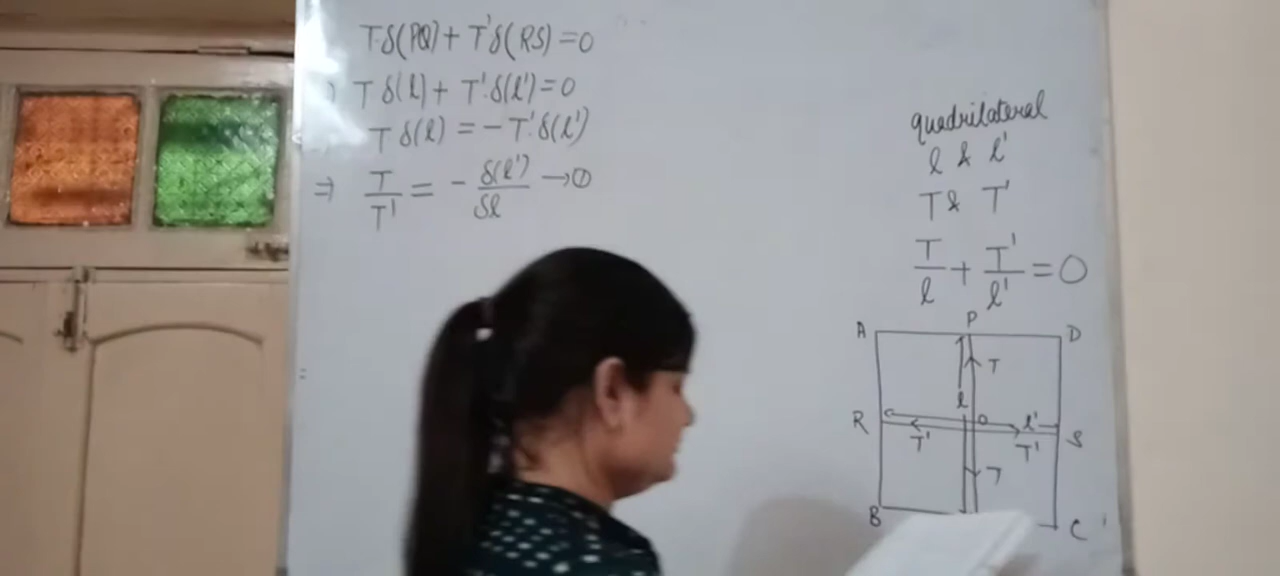 T δ(PQ) + T' δ(RS) = 0
T δ(l) + T'. δ(l') = 0
T δ(l) = - T'. δ(l')
⇒ T/T' = - δ(l')/δl → ①
quadrilateral
l & l'
T & T'
T/l + T'/l' = 0
P
A D
T
l
R O l' S
T' T'
T
B C